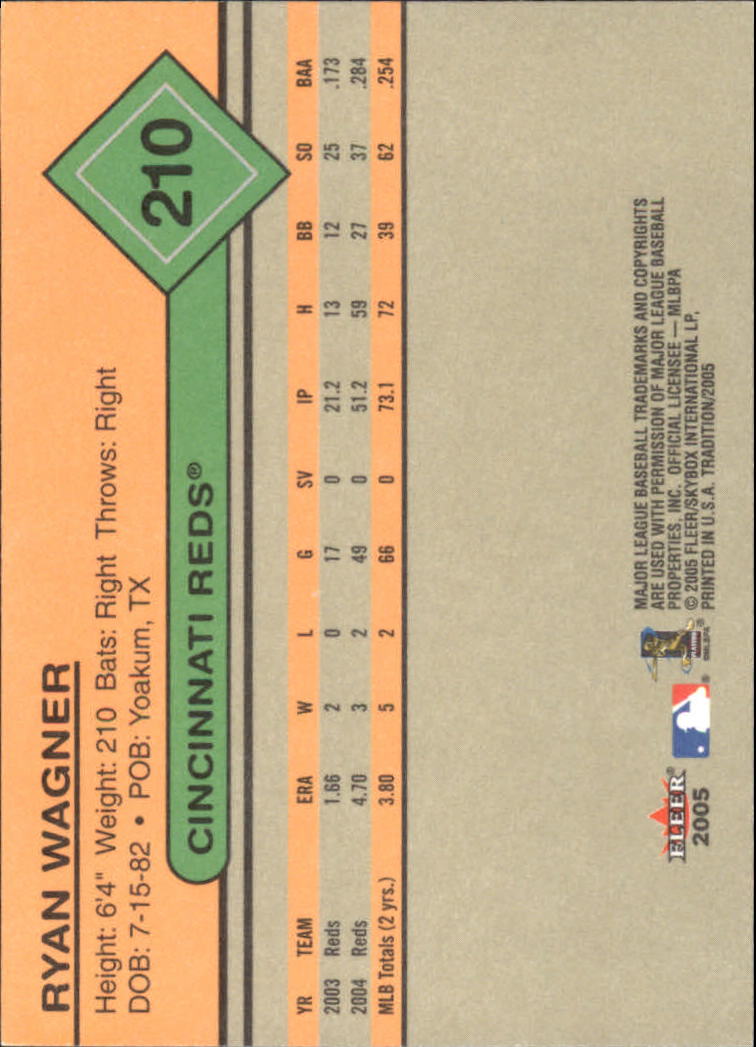 RYAN WAGNER
Height: 6'4" Weight: 210 Bats: Right Throws: Right
DOB: 7-15-82 • POB: Yoakum, TX
210
CINCINNATI REDS®
YR TEAM ERA W L G SV IP H BB SO BAA
2003 Reds 1.66 2 0 17 0 21.2 13 12 25 .173
2004 Reds 4.70 3 2 49 0 51.2 59 27 37 .284
MLB Totals (2 yrs.) 3.80 5 2 66 0 73.1 72 39 62 .254
FLEER®
2005
®
PLAYERS
©MLBPA
MAJOR LEAGUE BASEBALL TRADEMARKS AND COPYRIGHTS
ARE USED WITH PERMISSION OF MAJOR LEAGUE BASEBALL
PROPERTIES, INC. OFFICIAL LICENSEE — MLBPA
© 2005 FLEER/SKYBOX INTERNATIONAL LP,
PRINTED IN U.S.A. TRADITION/2005